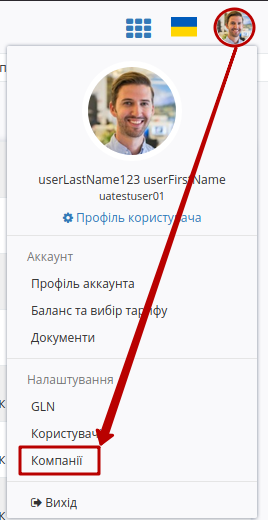 п
userLastName123 userFirstName
uatestuser01
Профіль користувача
Аккаунт
Профіль аккаунта
Баланс та вибір тарифу
Документи
Налаштування
GLN
Користувачі
Компанії
Вихід